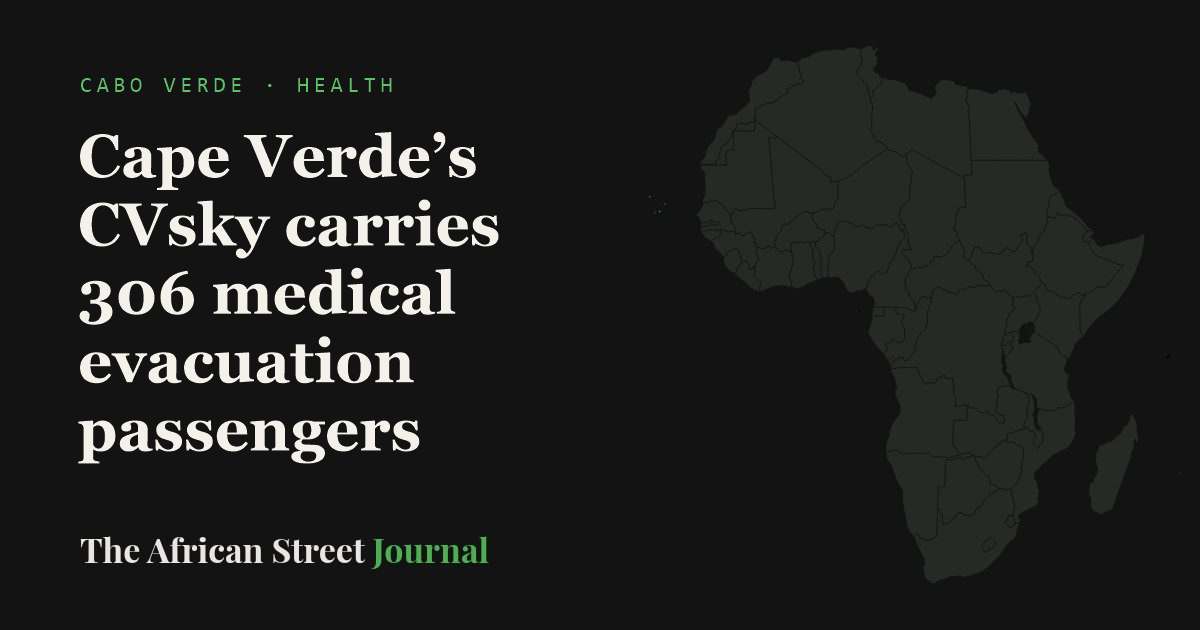 CABO VERDE · HEALTH
Cape Verde’s
CVsky carries
306 medical
evacuation
passengers
The African Street Journal